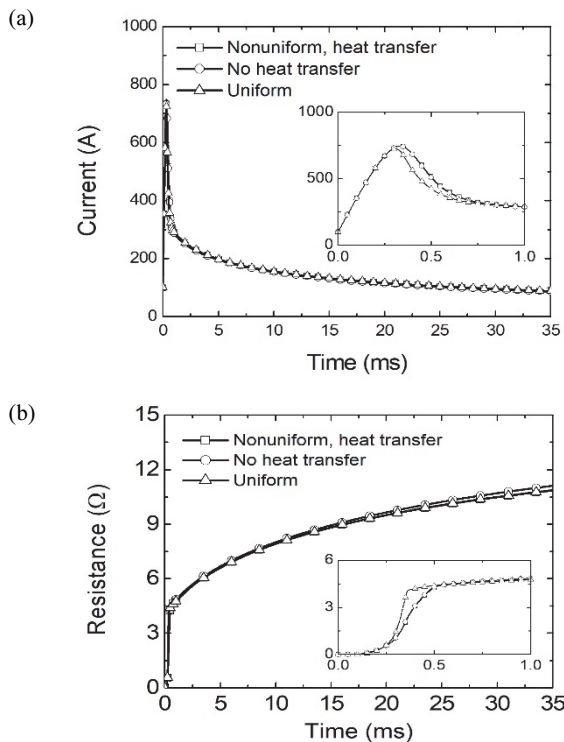 (a)
1000
800
600
400
200
0
Current (A)
Nonuniform, heat transfer
No heat transfer
Uniform
1000
750
500
250
0
0.0 0.5 1.0
0 5 10 15 20 25 30 35
Time (ms)
(b)
15
12
9
6
3
0
Resistance (Ω)
Nonuniform, heat transfer
No heat transfer
Uniform
6
3
0
0.0 0.5 1.0
0 5 10 15 20 25 30 35
Time (ms)